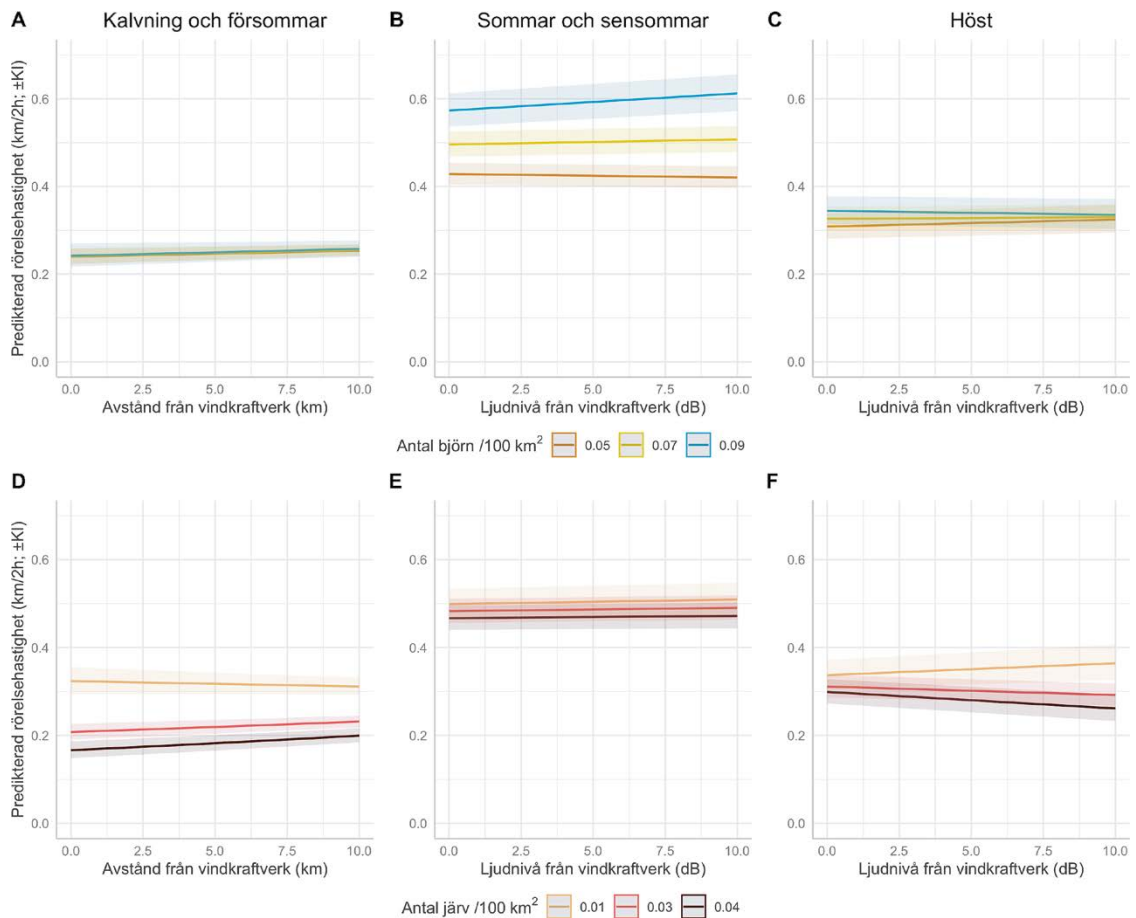 A Kalvning och försommar
B Sommar och sensommar
C Höst
Predikterad rörelsehastighet (km/2h; ±KI)
0.6
0.4
0.2
0.0
0.0 2.5 5.0 7.5 10.0
Avstånd från vindkraftverk (km)
0.6
0.4
0.2
0.0
0.0 2.5 5.0 7.5 10.0
Ljudnivå från vindkraftverk (dB)
0.6
0.4
0.2
0.0
0.0 2.5 5.0 7.5 10.0
Ljudnivå från vindkraftverk (dB)
Antal björn /100 km² 0.05 0.07 0.09
D
E
F
Predikterad rörelsehastighet (km/2h; ±KI)
0.6
0.4
0.2
0.0
0.0 2.5 5.0 7.5 10.0
Avstånd från vindkraftverk (km)
0.6
0.4
0.2
0.0
0.0 2.5 5.0 7.5 10.0
Ljudnivå från vindkraftverk (dB)
0.6
0.4
0.2
0.0
0.0 2.5 5.0 7.5 10.0
Ljudnivå från vindkraftverk (dB)
Antal järv /100 km² 0.01 0.03 0.04